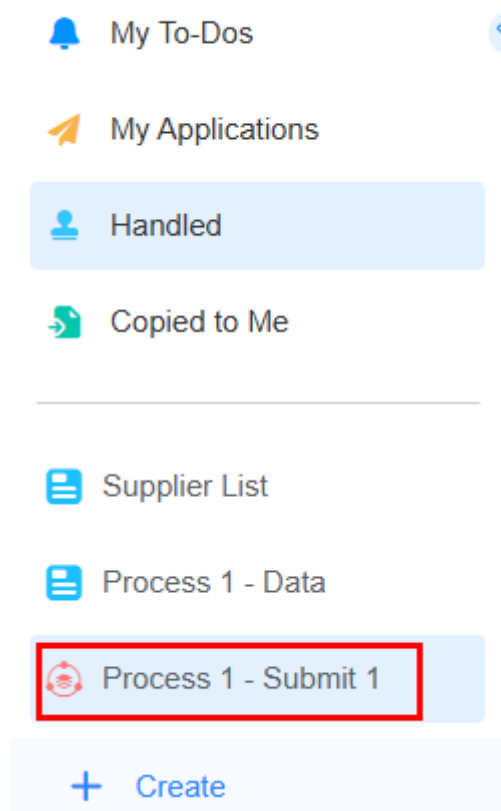 My To-Dos
My Applications
Handled
Copied to Me
Supplier List
Process 1 - Data
Process 1 - Submit 1
+ Create